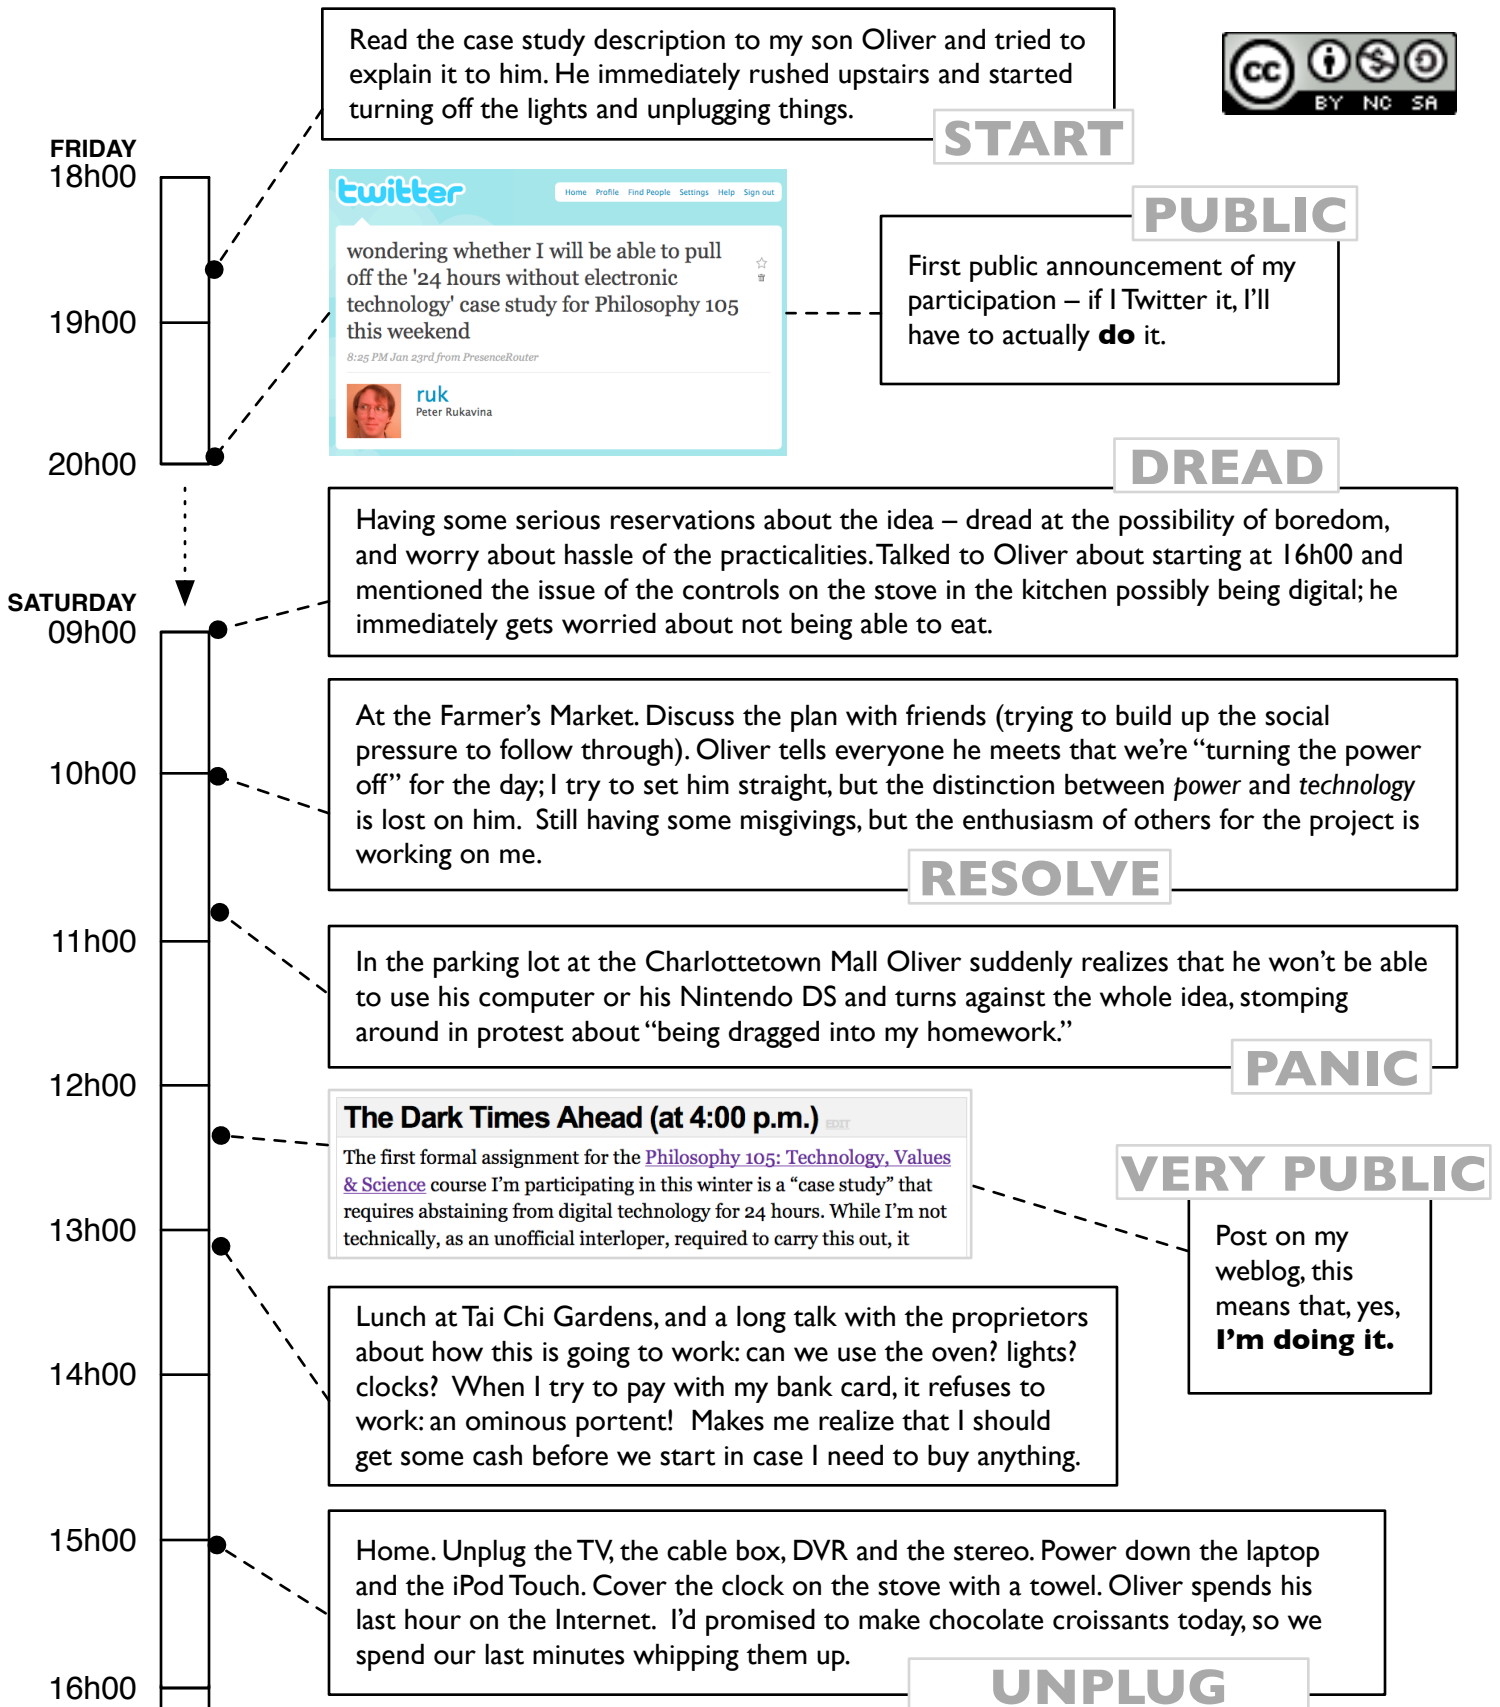 Read the case study description to my son Oliver and tried to
explain it to him. He immediately rushed upstairs and started
turning off the lights and unplugging things.
START
cc
BY NC SA
FRIDAY
18h00
twitter
Home Profile Find People Settings Help Sign out
wondering whether I will be able to pull
off the '24 hours without electronic
technology' case study for Philosophy 105
this weekend
8:25 PM Jan 23rd from PresenceRouter
ruk
Peter Rukavina
PUBLIC
First public announcement of my
participation – if I Twitter it, I'll
have to actually do it.
19h00
20h00
DREAD
Having some serious reservations about the idea – dread at the possibility of boredom,
and worry about hassle of the practicalities. Talked to Oliver about starting at 16h00 and
mentioned the issue of the controls on the stove in the kitchen possibly being digital; he
immediately gets worried about not being able to eat.
SATURDAY
09h00
At the Farmer's Market. Discuss the plan with friends (trying to build up the social
pressure to follow through). Oliver tells everyone he meets that we're “turning the power
off” for the day; I try to set him straight, but the distinction between power and technology
is lost on him. Still having some misgivings, but the enthusiasm of others for the project is
working on me.
RESOLVE
10h00
11h00
In the parking lot at the Charlottetown Mall Oliver suddenly realizes that he won't be able
to use his computer or his Nintendo DS and turns against the whole idea, stomping
around in protest about “being dragged into my homework.”
PANIC
12h00
The Dark Times Ahead (at 4:00 p.m.) EDIT
The first formal assignment for the Philosophy 105: Technology, Values
& Science course I'm participating in this winter is a “case study” that
requires abstaining from digital technology for 24 hours. While I'm not
technically, as an unofficial interloper, required to carry this out, it
VERY PUBLIC
Post on my
weblog, this
means that, yes,
I'm doing it.
13h00
Lunch at Tai Chi Gardens, and a long talk with the proprietors
about how this is going to work: can we use the oven? lights?
clocks? When I try to pay with my bank card, it refuses to
work: an ominous portent! Makes me realize that I should
get some cash before we start in case I need to buy anything.
14h00
15h00
Home. Unplug the TV, the cable box, DVR and the stereo. Power down the laptop
and the iPod Touch. Cover the clock on the stove with a towel. Oliver spends his
last hour on the Internet. I'd promised to make chocolate croissants today, so we
spend our last minutes whipping them up.
UNPLUG
16h00